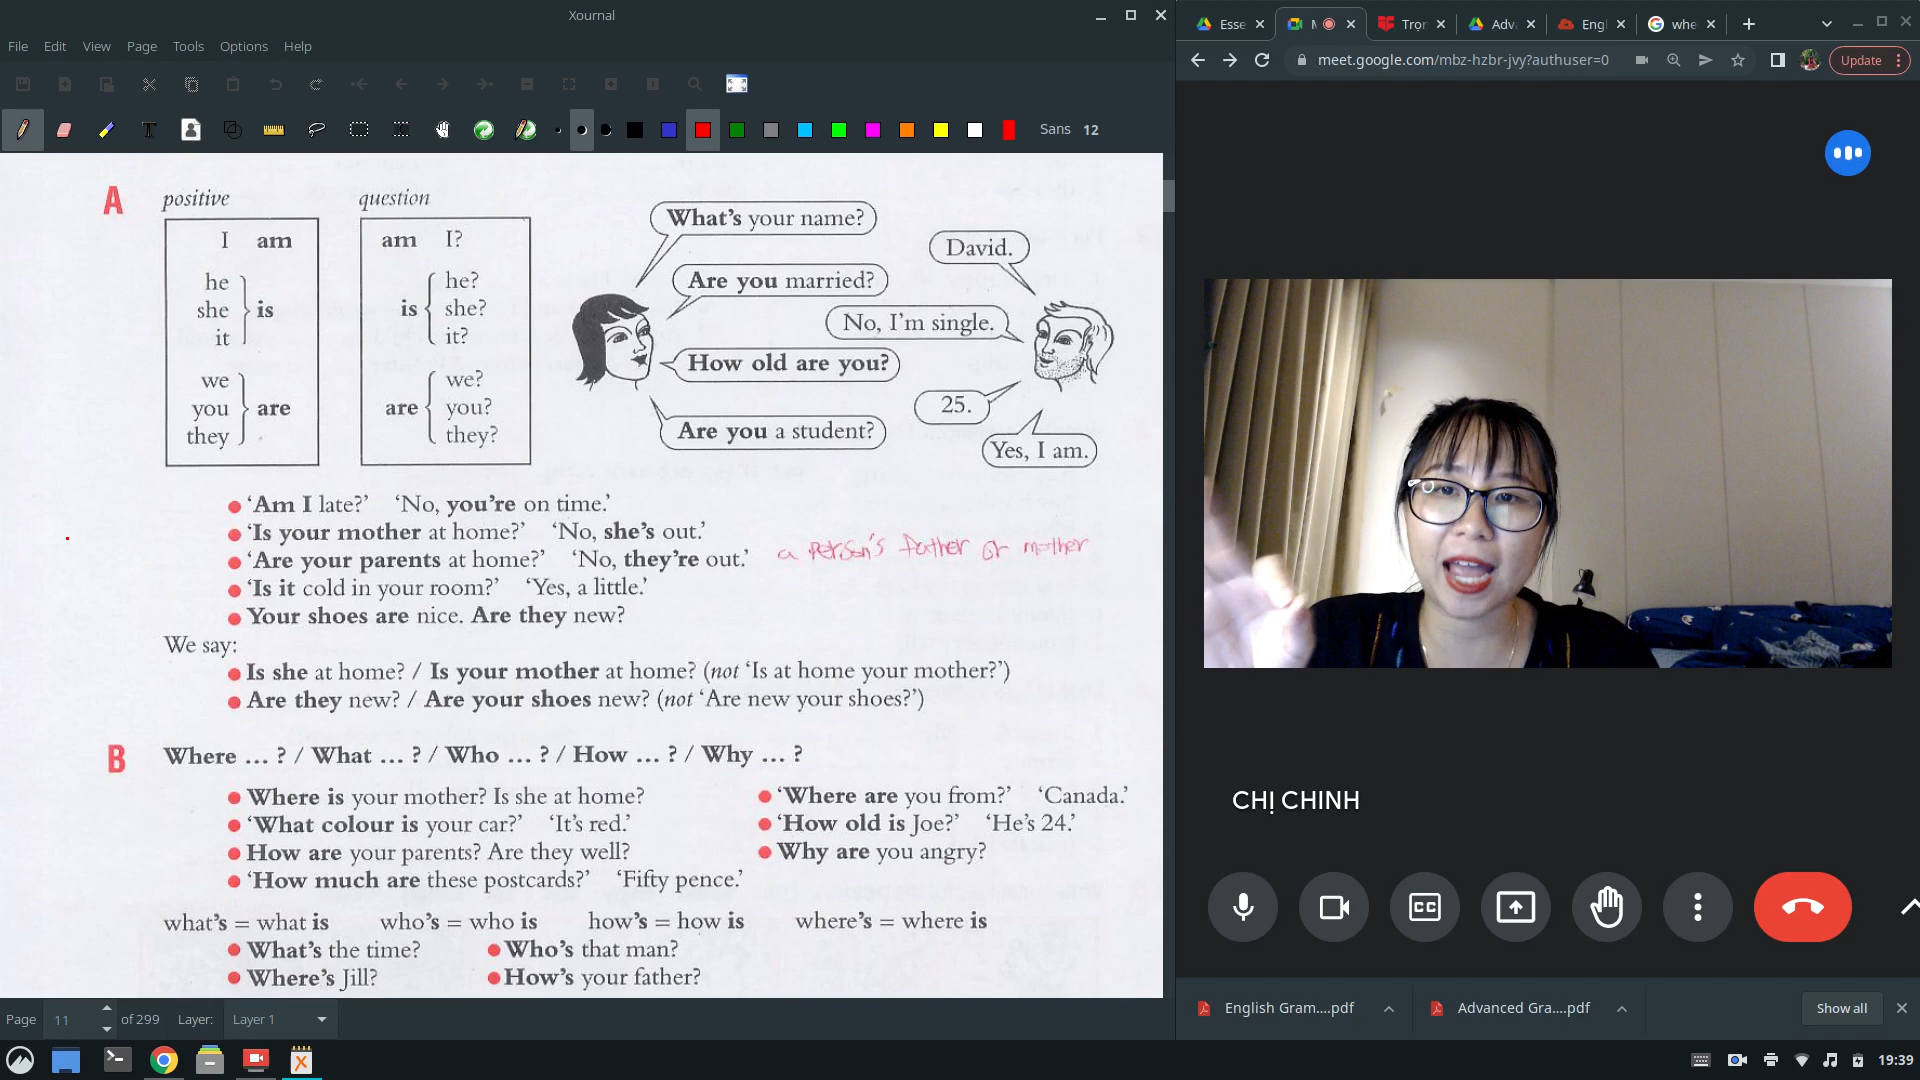 Xournal
File Edit View Page Tools Options Help
Sans 12
A
positive
question
I am
he
she
it
is
we
you
they
are
am I?
is
he?
she?
it?
are
we?
you?
they?
What's your name?
David.
Are you married?
No, I'm single.
How old are you?
25.
Are you a student?
Yes, I am.
'Am I late?' 'No, you're on time.'
'Is your mother at home?' 'No, she's out.'
'Are your parents at home?' 'No, they're out.' a person's father or mother
'Is it cold in your room?' 'Yes, a little.'
Your shoes are nice. Are they new?
We say:
Is she at home? / Is your mother at home? (not 'Is at home your mother?')
Are they new? / Are your shoes new? (not 'Are new your shoes?')
B
Where ... ? / What ... ? / Who ... ? / How ... ? / Why ... ?
Where is your mother? Is she at home?
'What colour is your car?' 'It's red.'
How are your parents? Are they well?
'How much are these postcards?' 'Fifty pence.'
'Where are you from?' 'Canada.'
'How old is Joe?' 'He's 24.'
Why are you angry?
what's = what is who's = who is how's = how is where's = where is
What's the time? Who's that man?
Where's Jill? How's your father?
Page 11 of 299 Layer: Layer 1
Esse M Trọn Adv Engl whe
meet.google.com/mbz-hzbr-jvy?authuser=0
Update
CHỊ CHINH
CC
English Gram....pdf
Advanced Gra....pdf
Show all
19:39